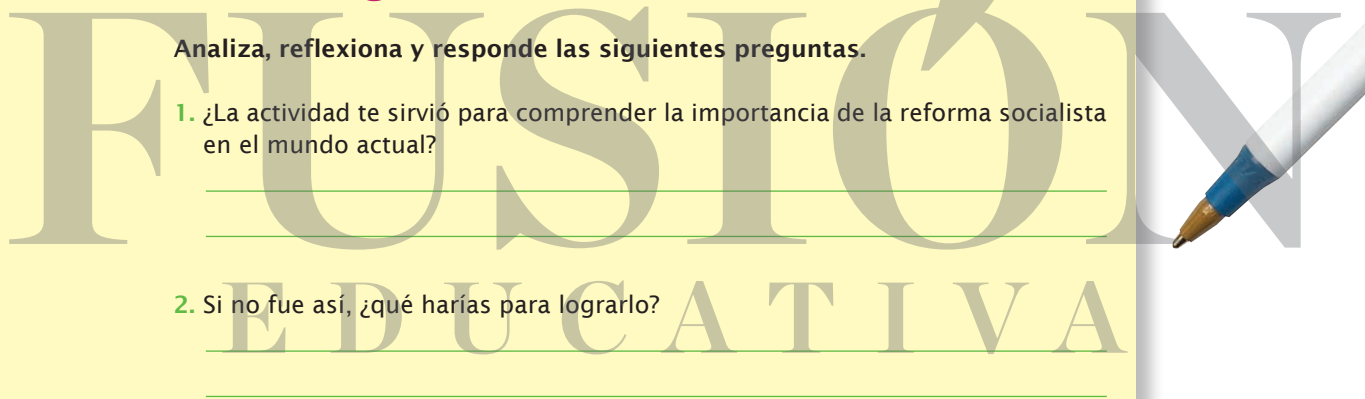 Analiza, reflexiona y responde las siguientes preguntas.
1. ¿La actividad te sirvió para comprender la importancia de la reforma socialista
en el mundo actual?
2. Si no fue así, ¿qué harías para lograrlo?
FUSIÓN
EDUCATIVA